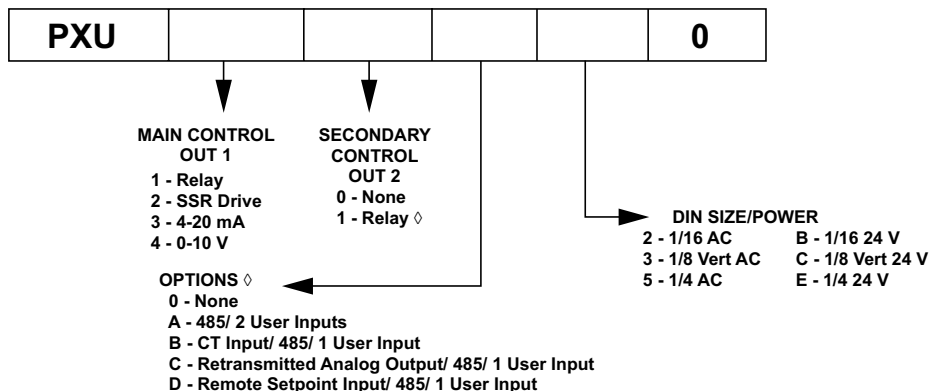 PXU 0
MAIN CONTROL
OUT 1
1 - Relay
2 - SSR Drive
3 - 4-20 mA
4 - 0-10 V
SECONDARY
CONTROL
OUT 2
0 - None
1 - Relay ◊
DIN SIZE/POWER
2 - 1/16 AC B - 1/16 24 V
3 - 1/8 Vert AC C - 1/8 Vert 24 V
5 - 1/4 AC E - 1/4 24 V
OPTIONS ◊
0 - None
A - 485/ 2 User Inputs
B - CT Input/ 485/ 1 User Input
C - Retransmitted Analog Output/ 485/ 1 User Input
D - Remote Setpoint Input/ 485/ 1 User Input